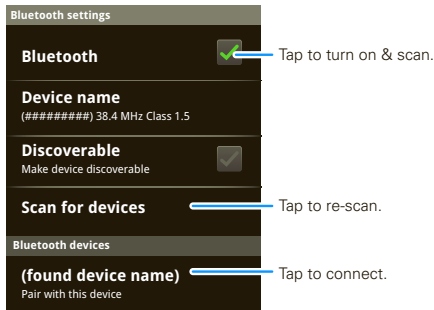 Bluetooth settings
Bluetooth
Tap to turn on & scan.
Device name
(#########) 38.4 MHz Class 1.5
Discoverable
Make device discoverable
Scan for devices
Tap to re-scan.
Bluetooth devices
(found device name)
Tap to connect.
Pair with this device